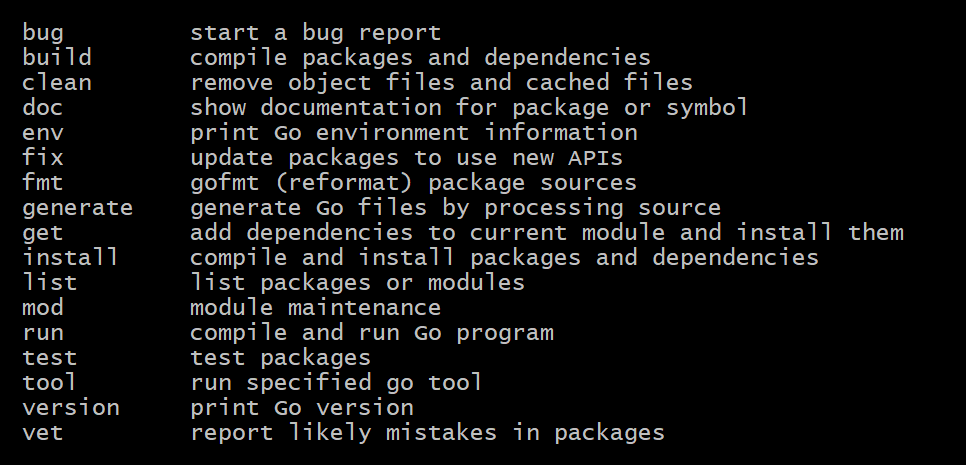 bug         start a bug report
build       compile packages and dependencies
clean       remove object files and cached files
doc         show documentation for package or symbol
env         print Go environment information
fix         update packages to use new APIs
fmt         gofmt (reformat) package sources
generate    generate Go files by processing source
get         add dependencies to current module and install them
install     compile and install packages and dependencies
list        list packages or modules
mod         module maintenance
run         compile and run Go program
test        test packages
tool        run specified go tool
version     print Go version
vet         report likely mistakes in packages